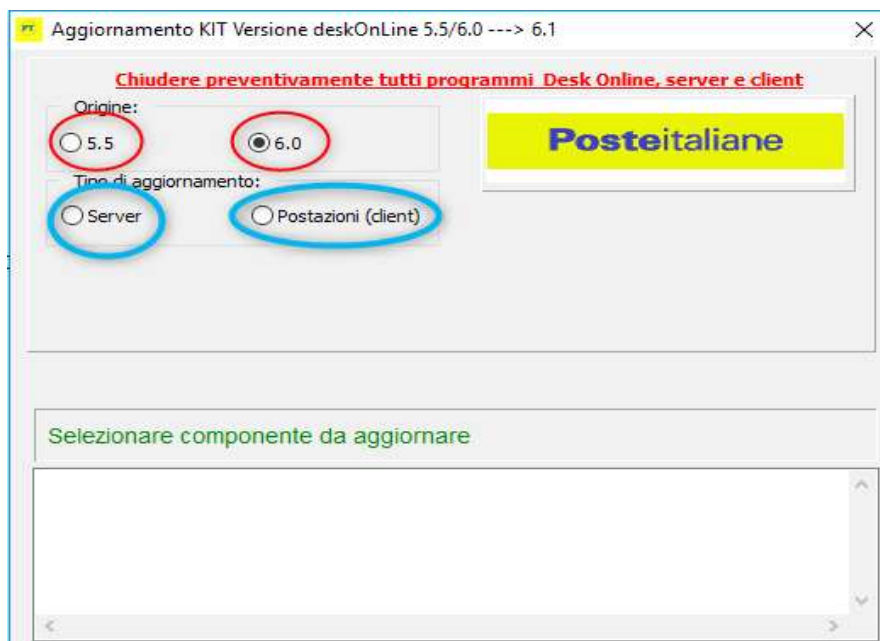 PT Aggiornamento KIT Versione deskOnLine 5.5/6.0 ---> 6.1
Chiudere preventivamente tutti programmi Desk Online, server e client
Origine:
5.5 6.0
Posteitaliane
Tipo di aggiornamento:
Server Postazioni (client)
Selezionare componente da aggiornare